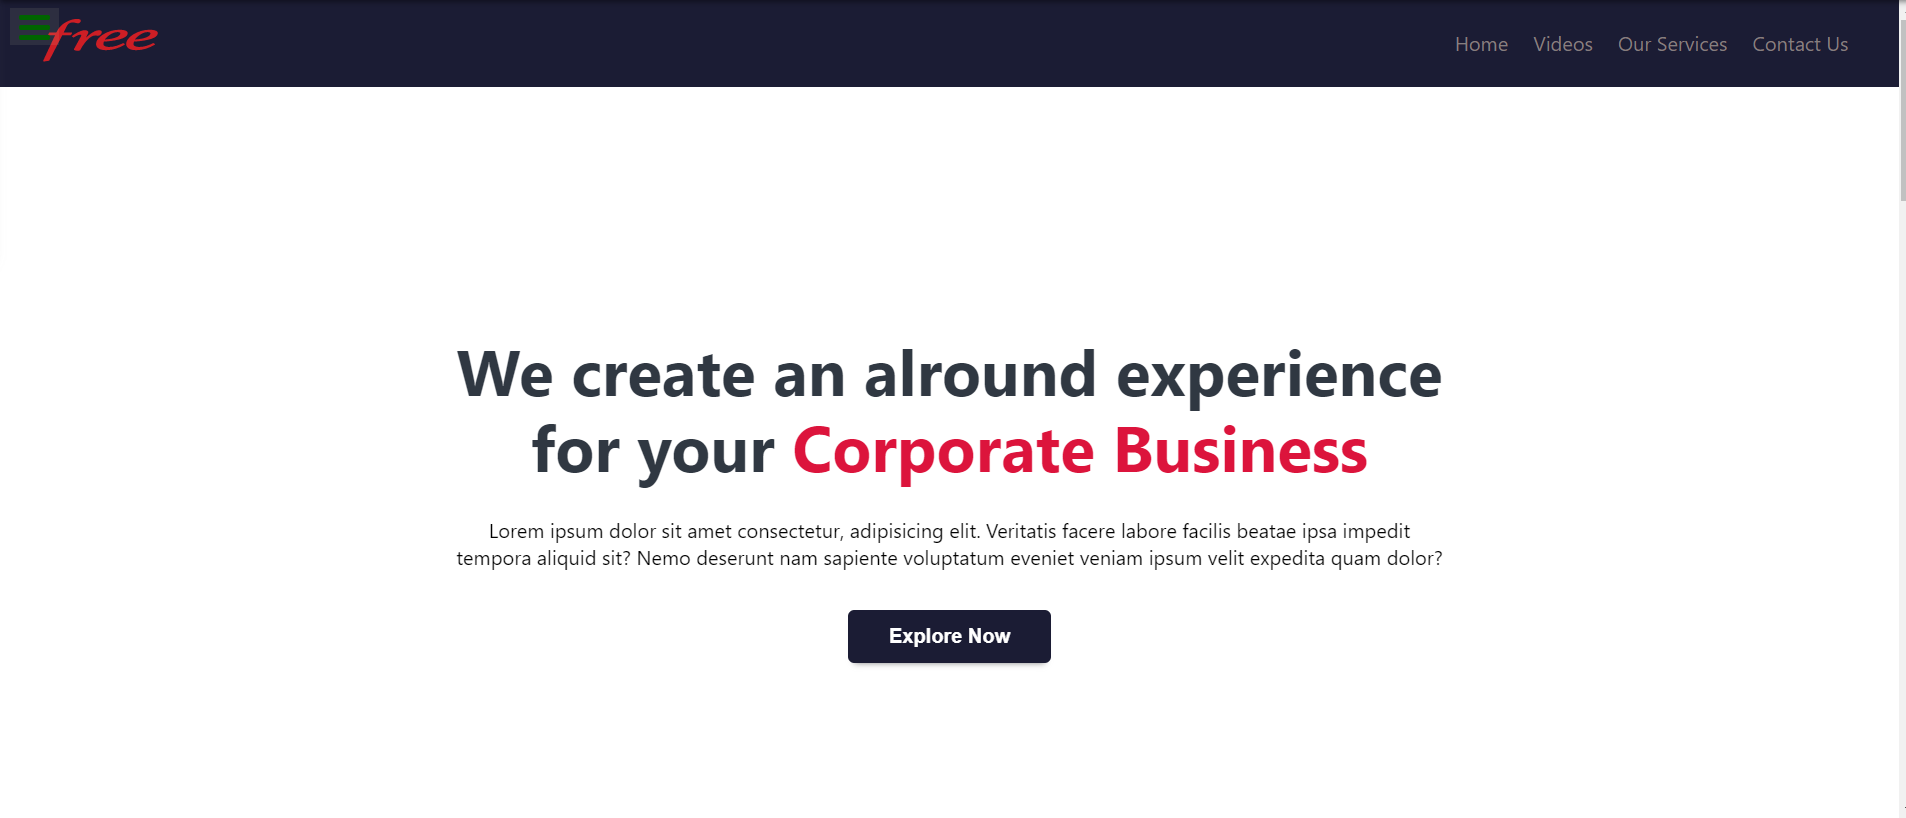 free
Home Videos Our Services Contact Us
We create an alround experience
for your Corporate Business
Lorem ipsum dolor sit amet consectetur, adipisicing elit. Veritatis facere labore facilis beatae ipsa impedit
tempora aliquid sit? Nemo deserunt nam sapiente voluptatum eveniet veniam ipsum velit expedita quam dolor?
Explore Now